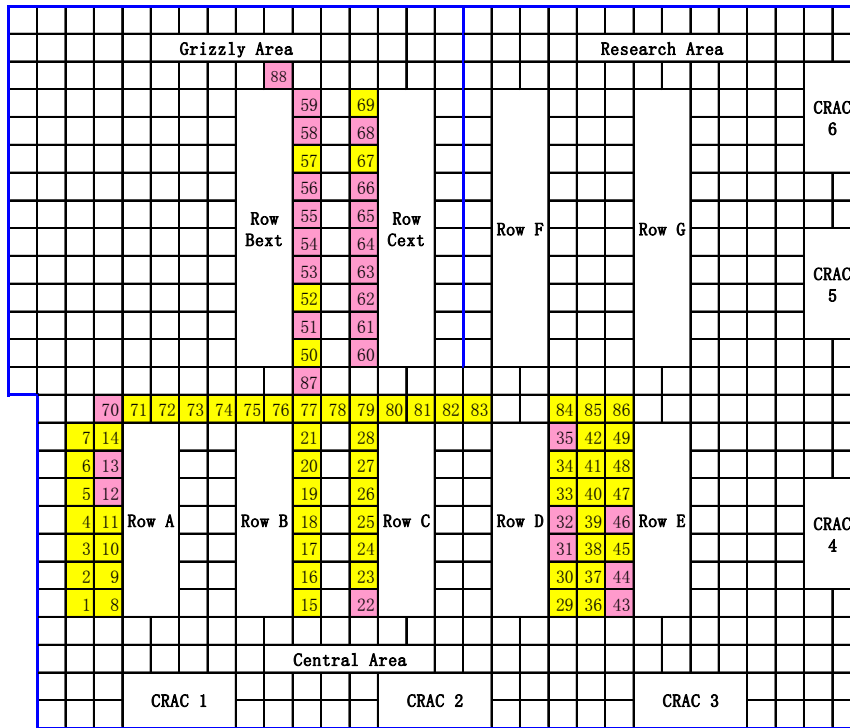 Grizzly Area Research Area
88
59 69 CRAC
58 68 6
57 67
56 66
55 Row 65 Row
54 Bext 64 Cext Row F Row G
53 63 CRAC
52 62 5
51 61
50 60
87
70 71 72 73 74 75 76 77 78 79 80 81 82 83 84 85 86
7 14 21 28 35 42 49
6 13 20 27 34 41 48
5 12 19 26 33 40 47
4 11 Row A Row B 18 25 Row C Row D 32 39 46 Row E CRAC
3 10 17 24 31 38 45 4
2 9 16 23 30 37 44
1 8 15 22 29 36 43
Central Area
CRAC 1 CRAC 2 CRAC 3